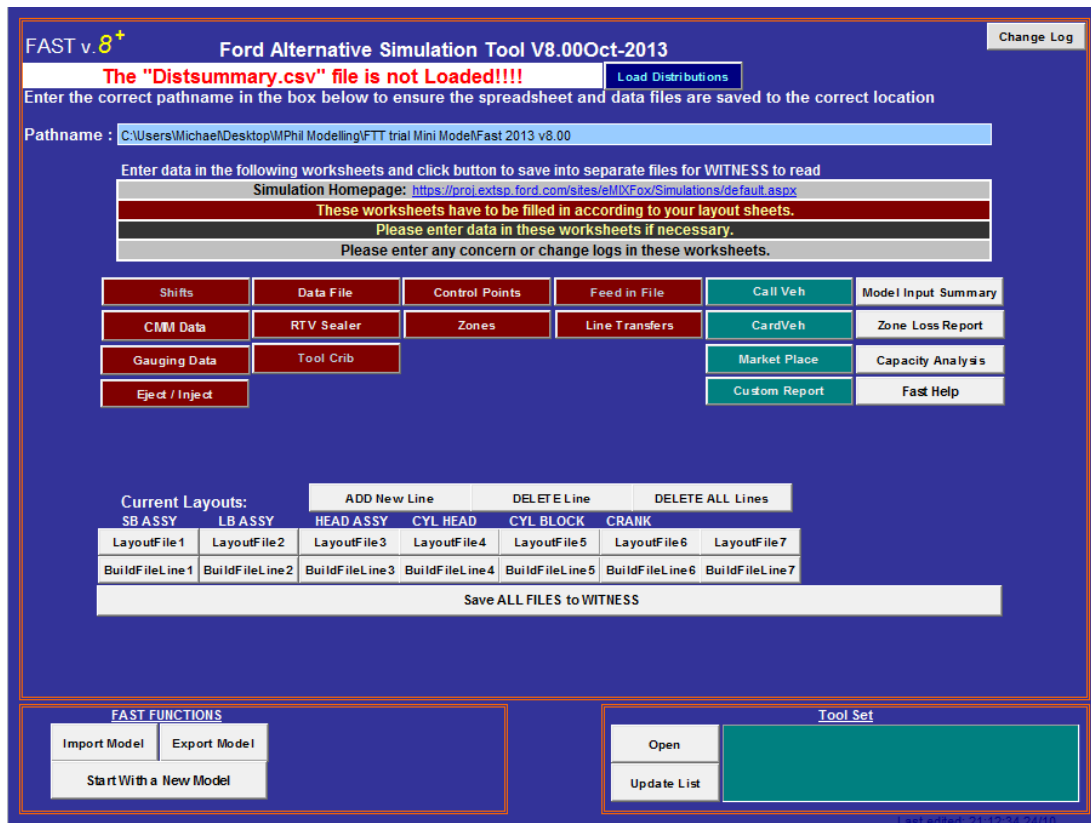 FAST v.8+
Ford Alternative Simulation Tool V8.00Oct-2013
Change Log
The "Distsummary.csv" file is not Loaded!!!!
Load Distributions
Enter the correct pathname in the box below to ensure the spreadsheet and data files are saved to the correct location
Pathname : C:\Users\Michael\Desktop\MPhil Modelling\FTT trial Mini Model\Fast 2013 v8.00
Enter data in the following worksheets and click button to save into separate files for WITNESS to read
Simulation Homepage: https://proj.extsp.ford.com/sites/eMIXFox/Simulations/default.aspx
These worksheets have to be filled in according to your layout sheets.
Please enter data in these worksheets if necessary.
Please enter any concern or change logs in these worksheets.
Shifts Data File Control Points Feed in File Call Veh Model Input Summary
CMM Data RTV Sealer Zones Line Transfers CardVeh Zone Loss Report
Gauging Data Tool Crib Market Place Capacity Analysis
Eject / Inject Custom Report Fast Help
Current Layouts: ADD New Line DELETE Line DELETE ALL Lines
SB ASSY LB ASSY HEAD ASSY CYL HEAD CYL BLOCK CRANK
LayoutFile1 LayoutFile2 LayoutFile3 LayoutFile4 LayoutFile5 LayoutFile6 LayoutFile7
BuildFileLine1 BuildFileLine2 BuildFileLine3 BuildFileLine4 BuildFileLine5 BuildFileLine6 BuildFileLine7
Save ALL FILES to WITNESS
FAST FUNCTIONS
Import Model Export Model
Start With a New Model
Tool Set
Open
Update List
Last edited: 21:12:34 24/10